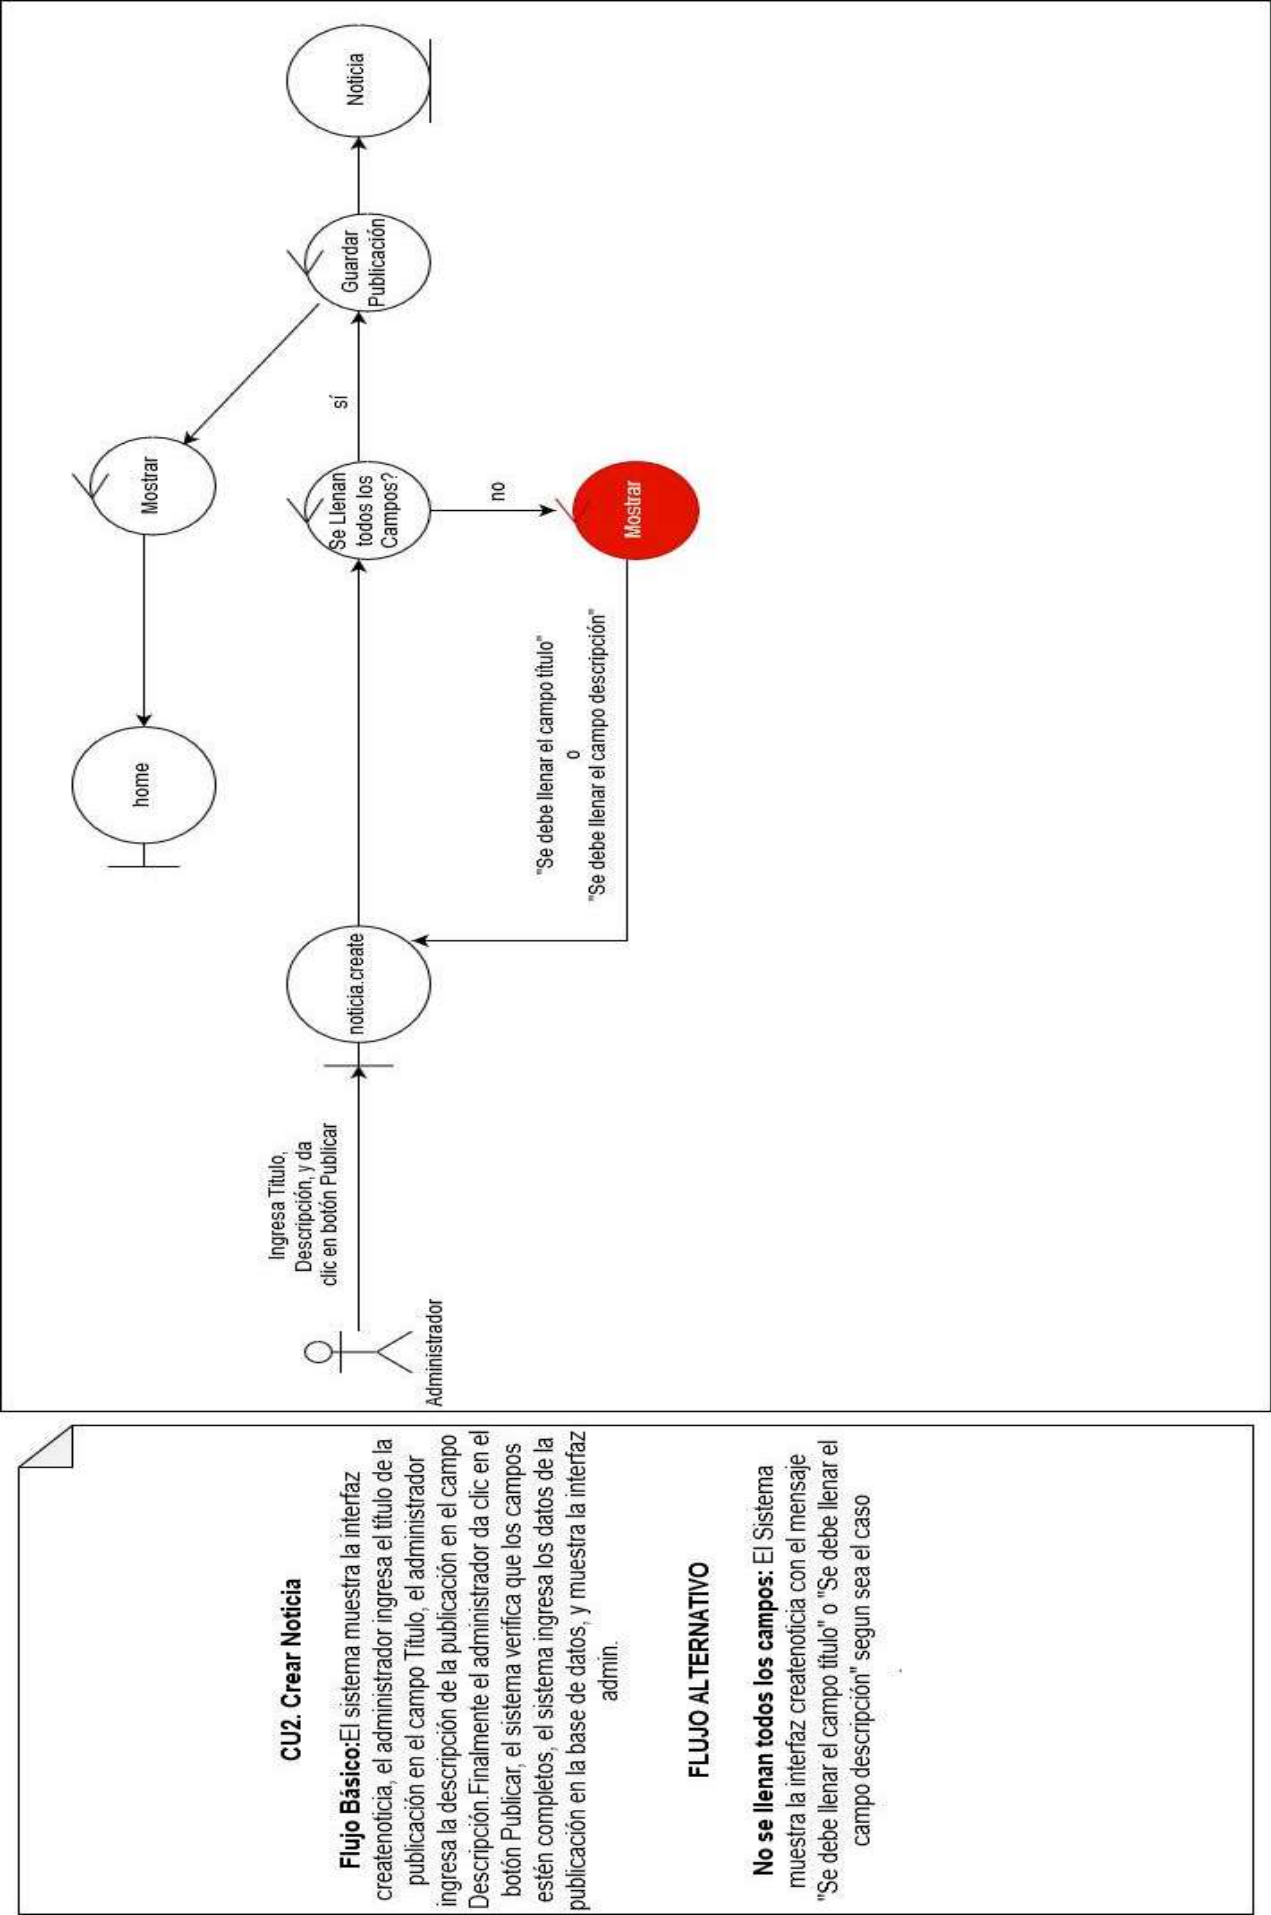 CU2. Crear Noticia
Flujo Básico:El sistema muestra la interfaz
createnoticia, el administrador ingresa el título de la
publicación en el campo Título, el administrador
ingresa la descripción de la publicación en el campo
Descripción.Finalmente el administrador da clic en el
botón Publicar, el sistema verifica que los campos
estén completos, el sistema ingresa los datos de la
publicación en la base de datos, y muestra la interfaz
admin.
FLUJO ALTERNATIVO
No se llenan todos los campos: El Sistema
muestra la interfaz createnoticia con el mensaje
"Se debe llenar el campo título" o "Se debe llenar el
campo descripción" segun sea el caso
.
Administrador
Ingresa Titulo,
Descripción, y da
clic en botón Publicar
noticia.create
home
Mostrar
Se Llenan
todos los
Campos?
sí
Guardar
Publicación
Noticia
no
Mostrar
"Se debe llenar el campo título"
o
"Se debe llenar el campo descripción"